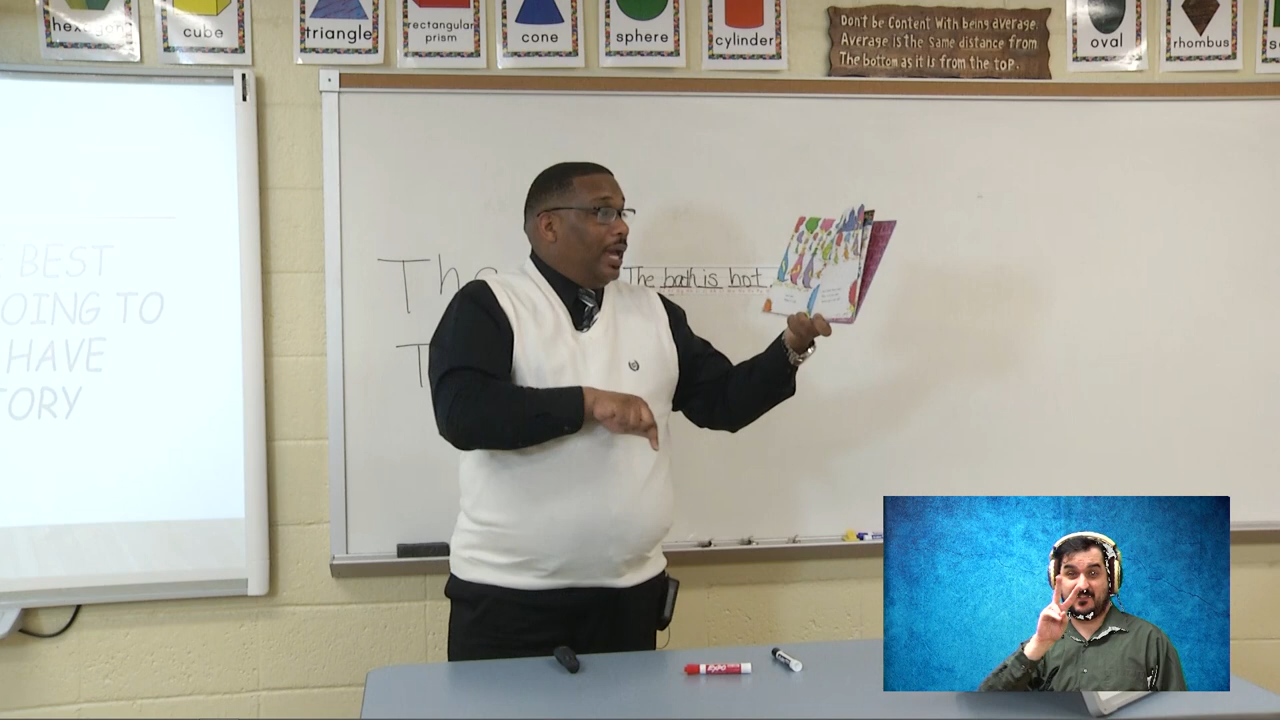 hexagon
cube
triangle
rectangular
prism
cone
sphere
cylinder
Don't be Content With being average.
Average is the Same distance from
The bottom as it is from the top.
oval
rhombus
BEST
OING TO
HAVE
TORY
The
The bath is hot.
T
EXPO